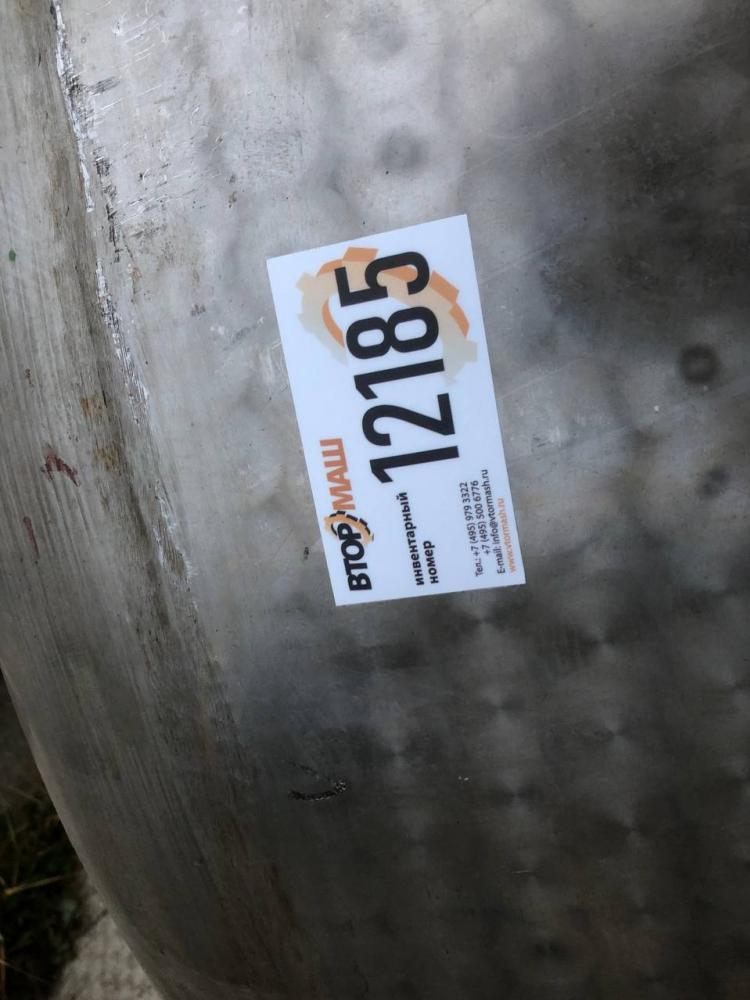 ВТОРМАШ
инвентарный
номер
12185
Тел.: +7 (495) 979 3322
+7 (495) 500 6776
E-mail: info@vtormash.ru
www.vtormash.ru